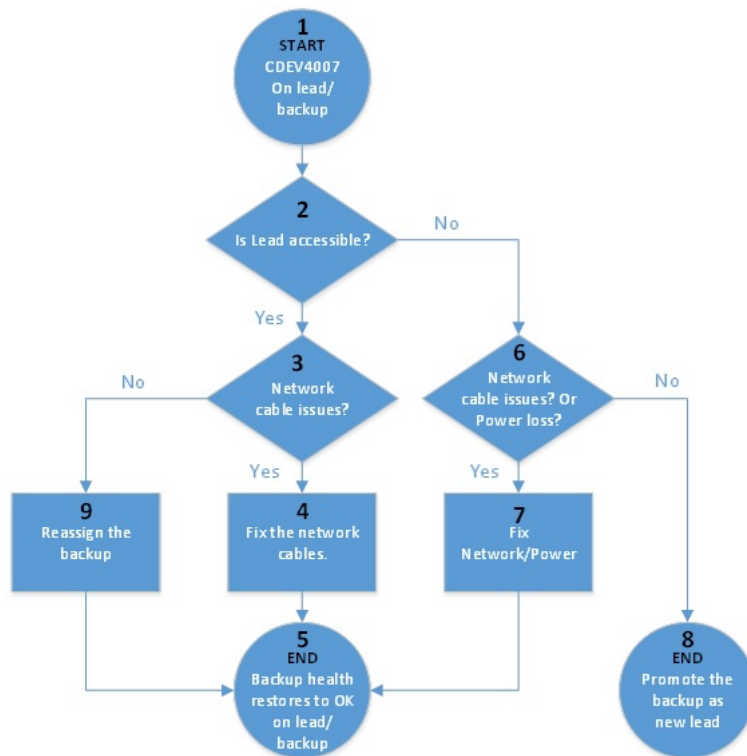 1
START
CDEV4007
On lead/
backup
2
Is Lead accessible?
No
Yes
3
Network
cable issues?
No
Yes
6
Network
cable issues? Or
Power loss?
No
Yes
9
Reassign the
backup
4
Fix the network
cables.
7
Fix
Network/Power
5
END
Backup health
restores to OK
on lead/
backup
8
END
Promote the
backup as
new lead